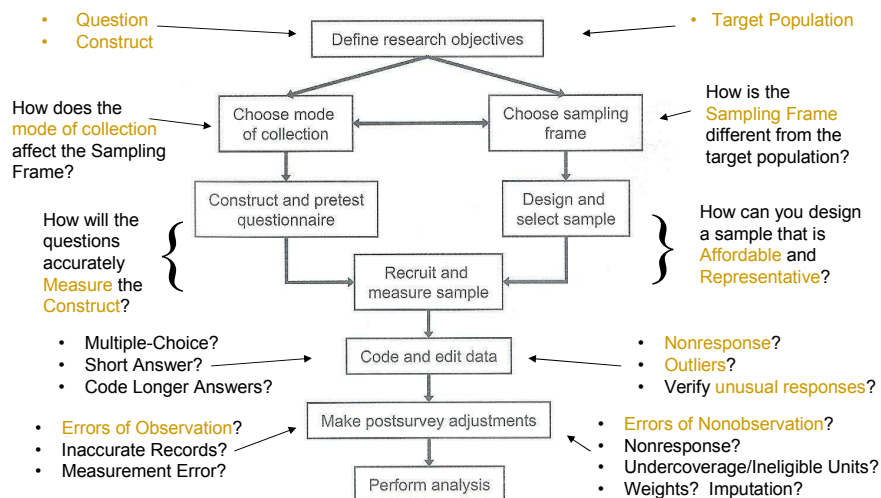 • Question
• Construct
Define research objectives
• Target Population
How does the
mode of collection
affect the Sampling
Frame?
Choose mode
of collection
Choose sampling
frame
How is the
Sampling Frame
different from the
target population?
Construct and pretest
questionnaire
Design and
select sample
How will the
questions
accurately
Measure the
Construct?
How can you design
a sample that is
Affordable and
Representative?
Recruit and
measure sample
• Multiple-Choice?
• Short Answer?
• Code Longer Answers?
Code and edit data
• Nonresponse?
• Outliers?
• Verify unusual responses?
• Errors of Observation?
• Inaccurate Records?
• Measurement Error?
Make postsurvey adjustments
• Errors of Nonobservation?
• Nonresponse?
• Undercoverage/Ineligible Units?
• Weights? Imputation?
Perform analysis